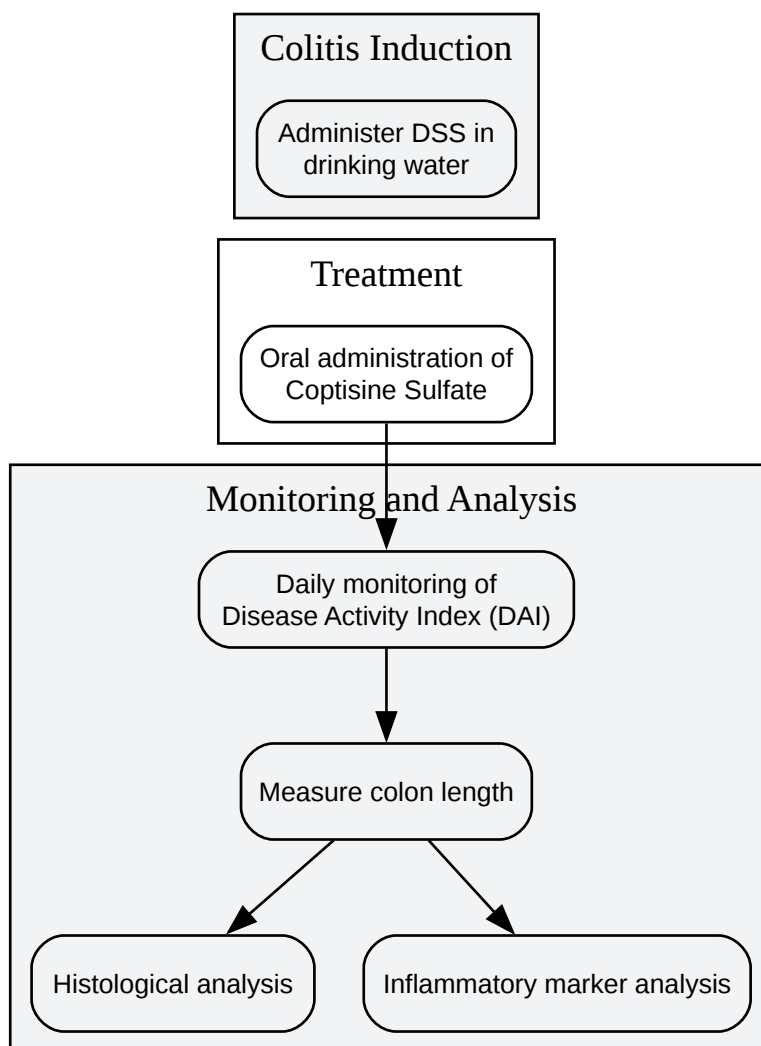 Colitis Induction
Administer DSS in
drinking water
Treatment
Oral administration of
Coptisine Sulfate
Monitoring and Analysis
Daily monitoring of
Disease Activity Index (DAI)
Measure colon length
Histological analysis
Inflammatory marker analysis